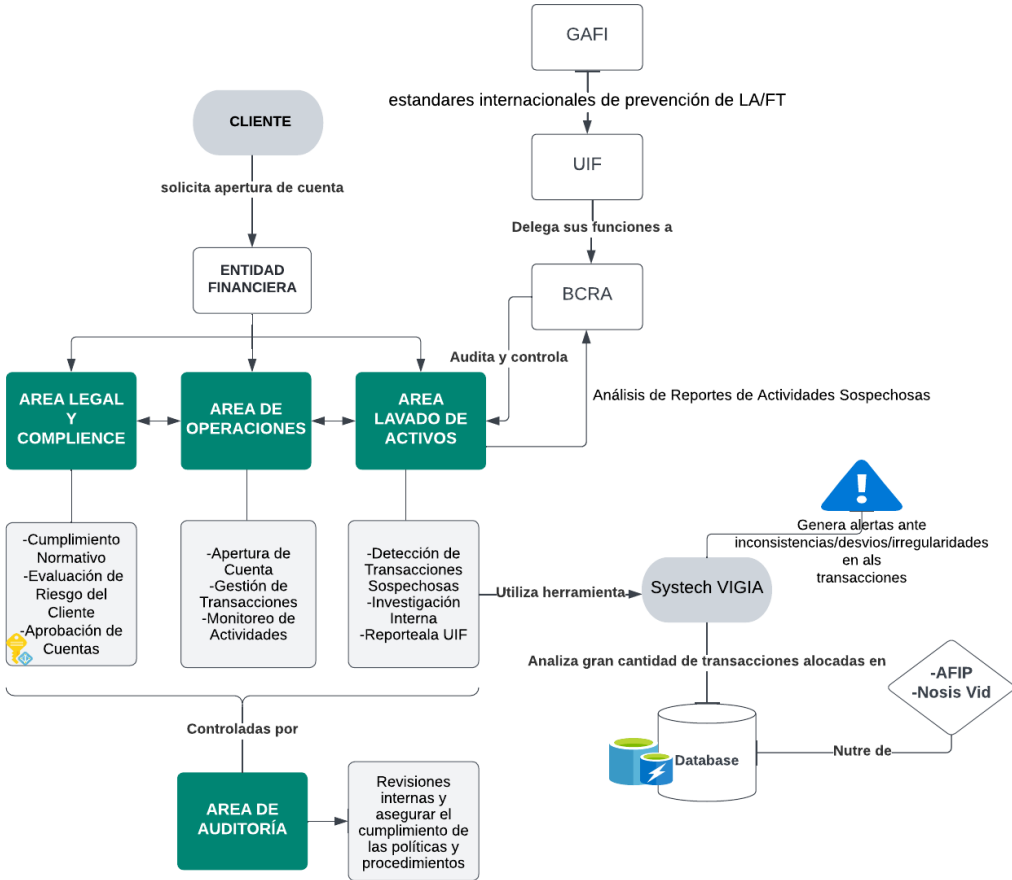 GAFI
estandares internacionales de prevención de LA/FT
CLIENTE
UIF
solicita apertura de cuenta
Delega sus funciones a
ENTIDAD
FINANCIERA
BCRA
Audita y controla
AREA LEGAL
Y
COMPLIENCE
AREA DE
OPERACIONES
AREA
LAVADO DE
ACTIVOS
Análisis de Reportes de Actividades Sospechosas
-Cumplimiento
Normativo
-Evaluación de
Riesgo del
Cliente
-Aprobación de
Cuentas
-Apertura de
Cuenta
-Gestión de
Transacciones
-Monitoreo de
Actividades
-Detección de
Transacciones
Sospechosas
-Investigación
Interna
-Reporteala UIF
Utiliza herramienta
Systech VIGIA
!
Genera alertas ante
inconsistencias/desvios/irregularidades
en als
transacciones
Analiza gran cantidad de transacciones alocadas en
-AFIP
-Nosis Vid
Database
Nutre de
Controladas por
AREA DE
AUDITORÍA
Revisiones
internas y
asegurar el
cumplimiento de
las políticas y
procedimientos